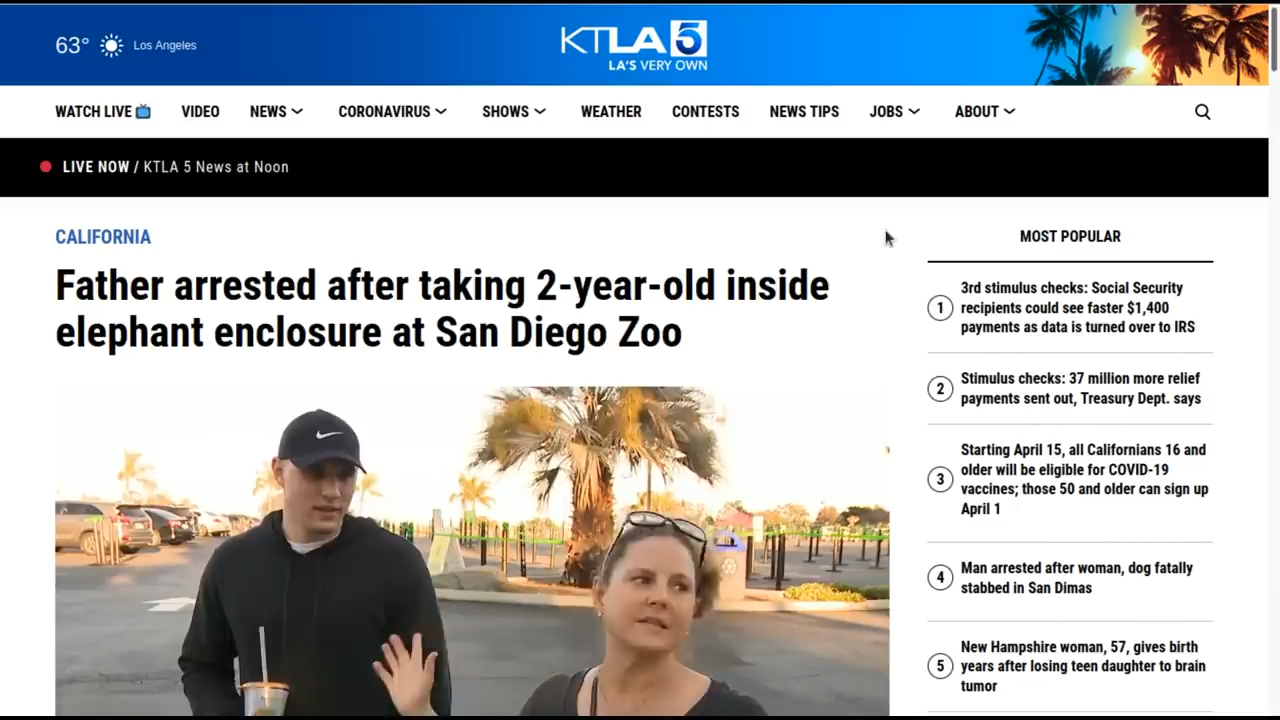 63° Los Angeles
KTLA 5
LA'S VERY OWN
WATCH LIVE VIDEO NEWS CORONAVIRUS SHOWS WEATHER CONTESTS NEWS TIPS JOBS ABOUT
LIVE NOW / KTLA 5 News at Noon
CALIFORNIA
Father arrested after taking 2-year-old inside
elephant enclosure at San Diego Zoo
MOST POPULAR
1
3rd stimulus checks: Social Security
recipients could see faster $1,400
payments as data is turned over to IRS
2
Stimulus checks: 37 million more relief
payments sent out, Treasury Dept. says
3
Starting April 15, all Californians 16 and
older will be eligible for COVID-19
vaccines; those 50 and older can sign up
April 1
4
Man arrested after woman, dog fatally
stabbed in San Dimas
5
New Hampshire woman, 57, gives birth
years after losing teen daughter to brain
tumor